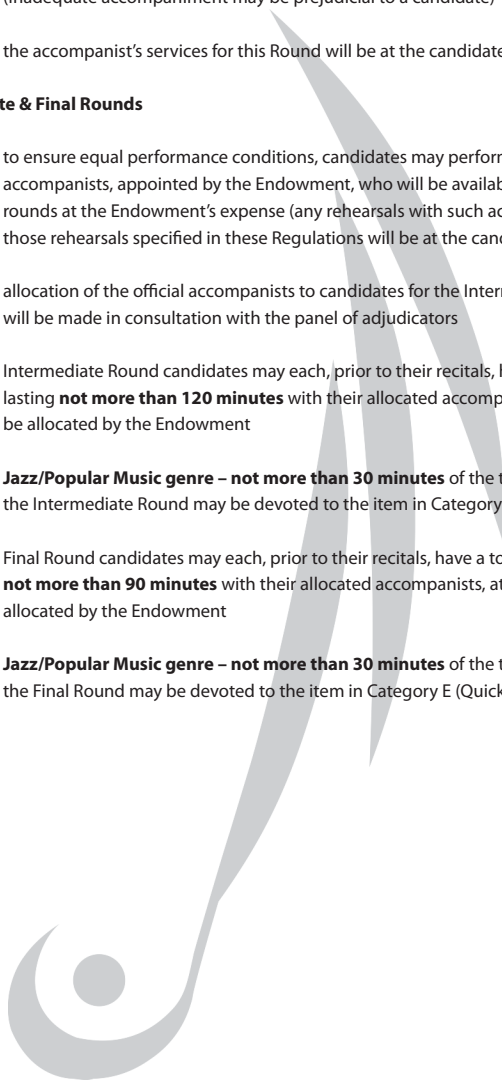 (inadequate accompaniment may be prejudicial to a candidate)
the accompanist's services for this Round will be at the candidate
te & Final Rounds
to ensure equal performance conditions, candidates may perform
accompanists, appointed by the Endowment, who will be availab
rounds at the Endowment's expense (any rehearsals with such ac
those rehearsals specified in these Regulations will be at the cand
allocation of the official accompanists to candidates for the Inter
will be made in consultation with the panel of adjudicators
Intermediate Round candidates may each, prior to their recitals, h
lasting not more than 120 minutes with their allocated accomp
be allocated by the Endowment
Jazz/Popular Music genre – not more than 30 minutes of the t
the Intermediate Round may be devoted to the item in Category
Final Round candidates may each, prior to their recitals, have a to
not more than 90 minutes with their allocated accompanists, at
allocated by the Endowment
Jazz/Popular Music genre – not more than 30 minutes of the t
the Final Round may be devoted to the item in Category E (Quick